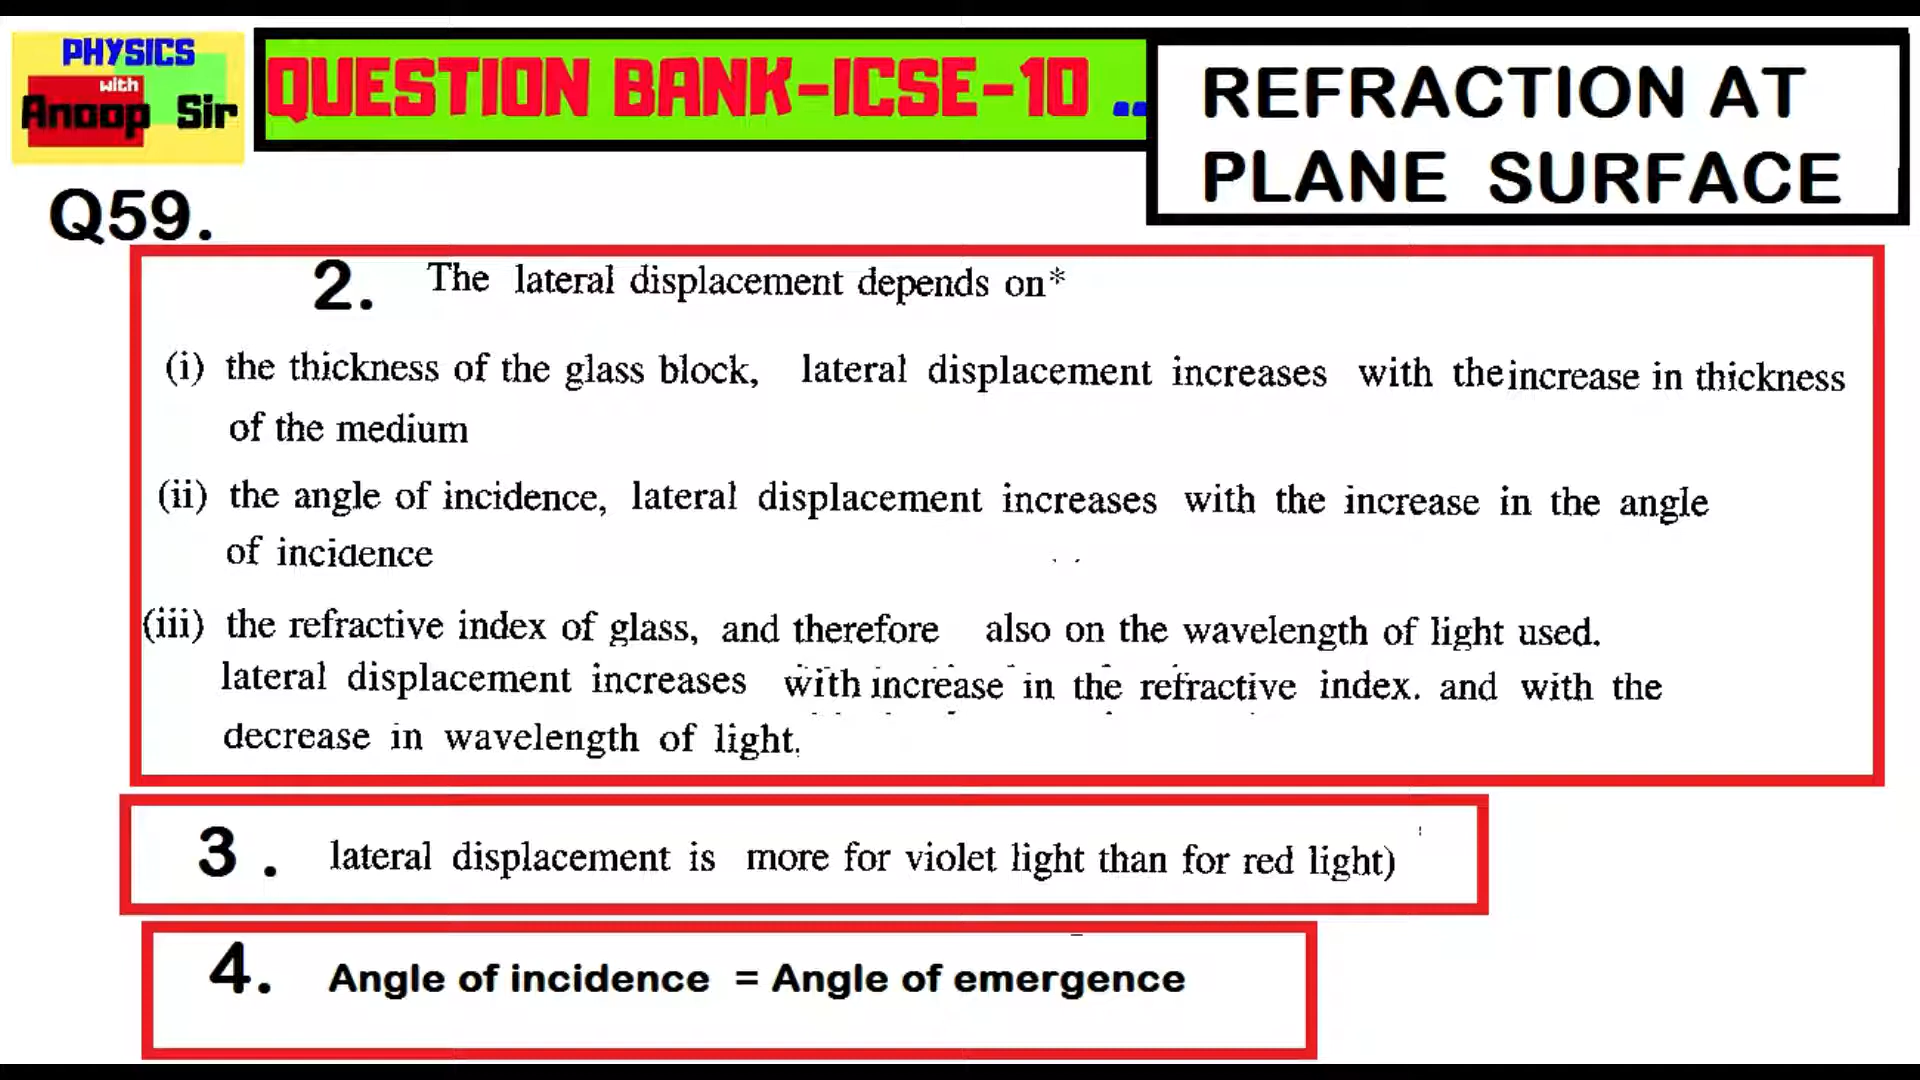 PHYSICS
with
Anoop Sir
QUESTION BANK-ICSE-10 ..
REFRACTION AT
PLANE SURFACE
Q59.
2. The lateral displacement depends on*
(i) the thickness of the glass block, lateral displacement increases with the increase in thickness
of the medium
(ii) the angle of incidence, lateral displacement increases with the increase in the angle
of incidence
(iii) the refractive index of glass, and therefore also on the wavelength of light used.
lateral displacement increases with increase in the refractive index. and with the
decrease in wavelength of light.
3 . lateral displacement is more for violet light than for red light)
4. Angle of incidence = Angle of emergence